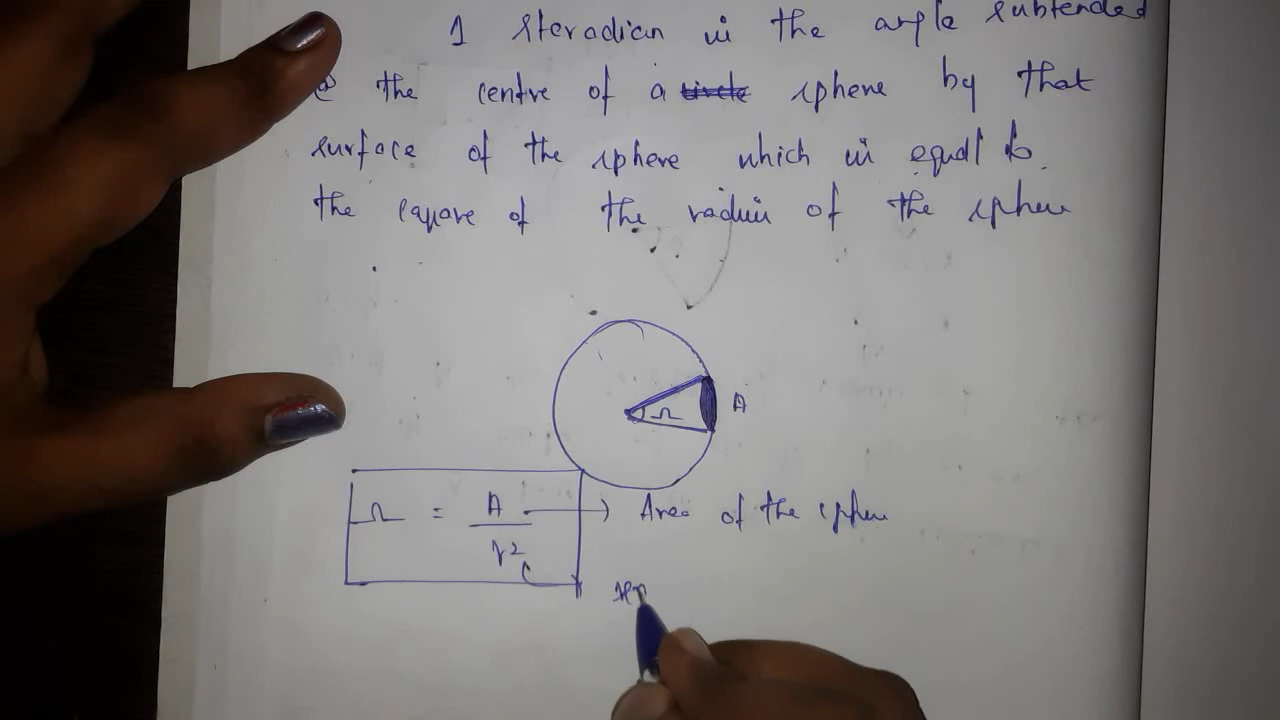 1 steradian is the angle subtended
@ the centre of a circle sphere by that
surface of the sphere which is equal to
the square of the radius of the sphere
Ω A
Ω = A → Area of the sphere
r²